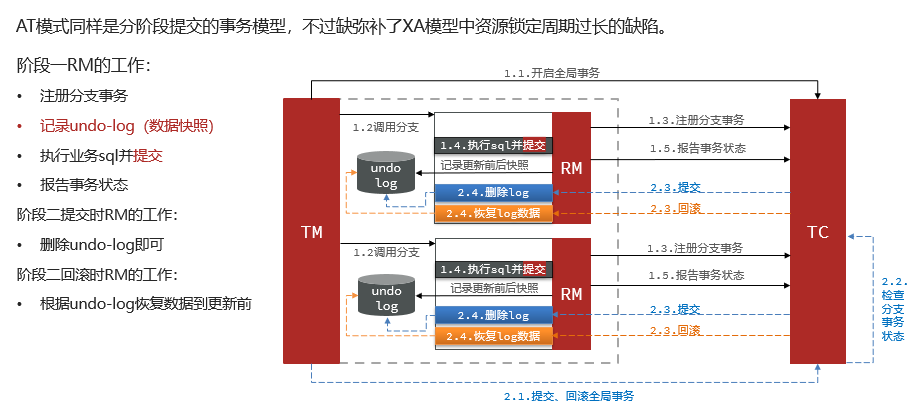 AT模式同样是分阶段提交的事务模型，不过缺弥补了XA模型中资源锁定周期过长的缺陷。
阶段一RM的工作：
• 注册分支事务
• 记录undo-log（数据快照）
• 执行业务sql并提交
• 报告事务状态
阶段二提交时RM的工作：
• 删除undo-log即可
阶段二回滚时RM的工作：
• 根据undo-log恢复数据到更新前
1.1.开启全局事务
TM
1.2调用分支
1.4.执行sql并提交
记录更新前后快照
undo
log
2.4.删除log
2.4.恢复log数据
RM
1.3.注册分支事务
1.5.报告事务状态
2.3.提交
2.3.回滚
1.2调用分支
1.4.执行sql并提交
记录更新前后快照
undo
log
2.4.删除log
2.4.恢复log数据
RM
1.3.注册分支事务
1.5.报告事务状态
2.3.提交
2.3.回滚
TC
2.2.
检查
分支
事务
状态
2.1.提交、回滚全局事务